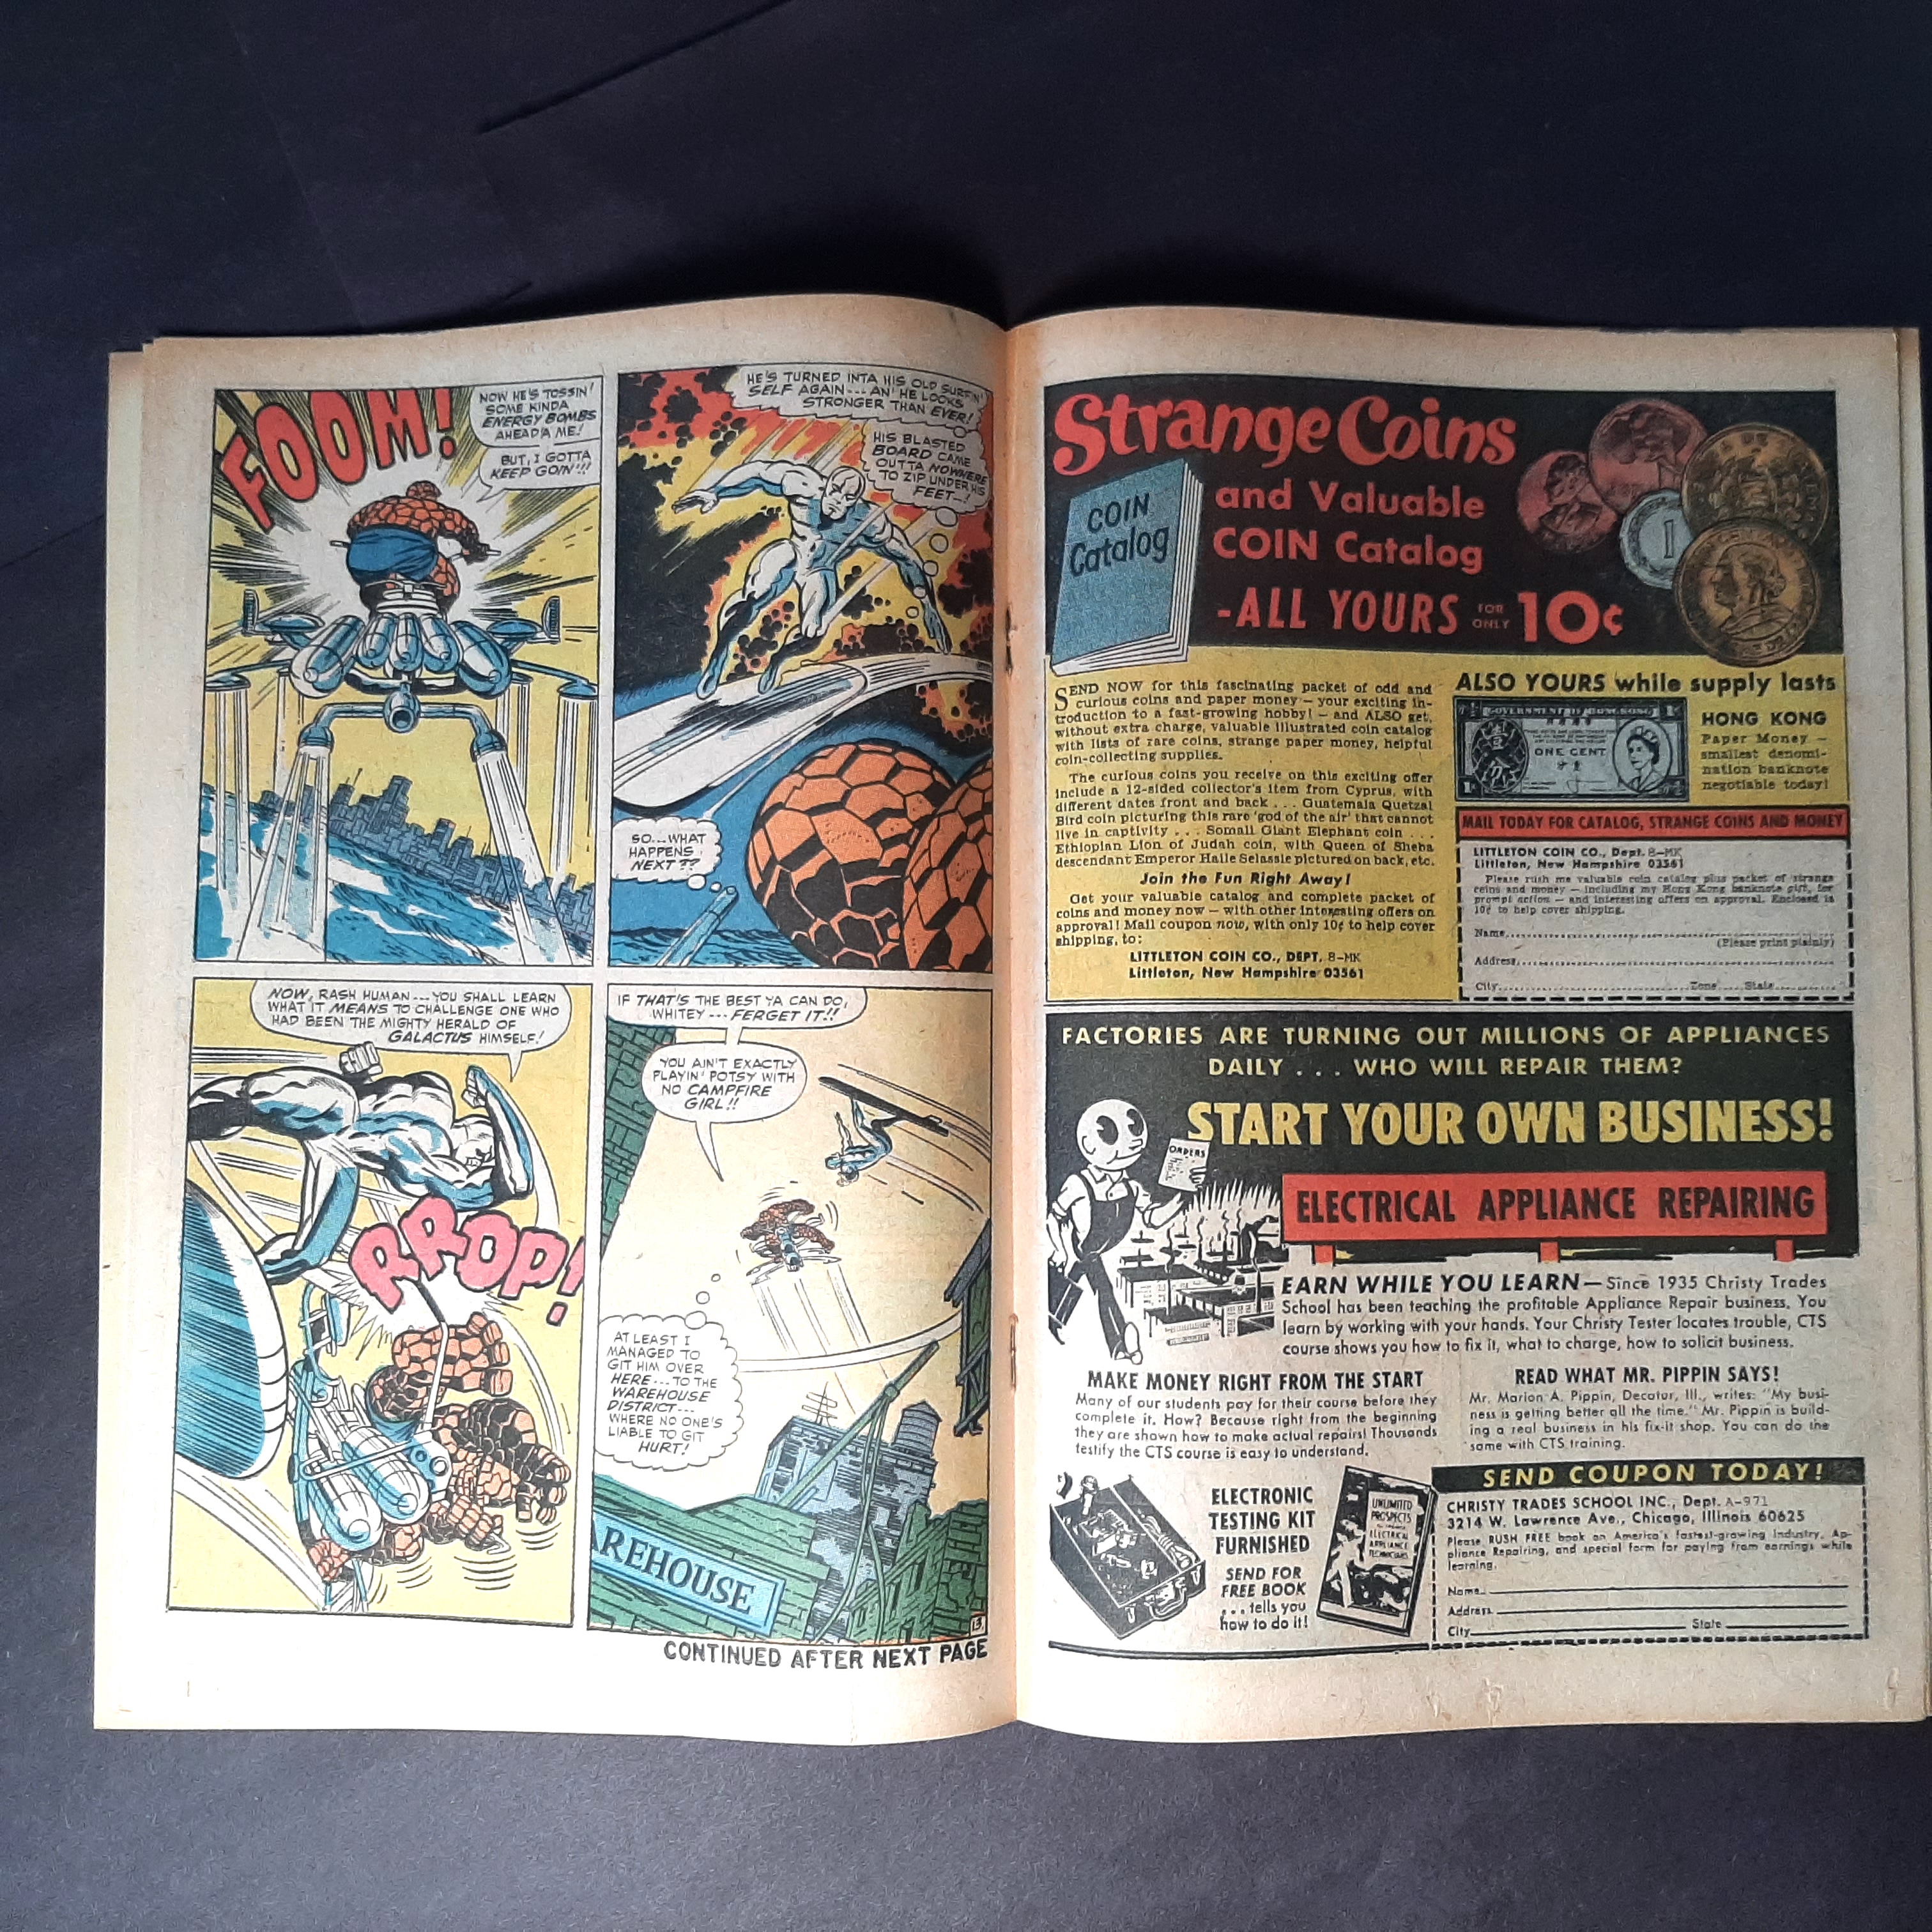 FOOM!
NOW HE'S TOSSIN'
SOME KINDA
ENERGY BOMBS
AHEAD'A ME!
BUT, I GOTTA
KEEP GOIN'!!
HE'S TURNED INTA HIS OLD SURFIN'
SELF AGAIN---AN' HE LOOKS
STRONGER THAN EVER!
HIS BLASTED
BOARD CAME
OUTTA NOWHERE
TO ZIP UNDER HIS
FEET--!
SO...WHAT
HAPPENS
NEXT??
NOW, RASH HUMAN---YOU SHALL LEARN
WHAT IT MEANS TO CHALLENGE ONE WHO
HAD BEEN THE MIGHTY HERALD OF
GALACTUS HIMSELF!
RROP!
IF THAT'S THE BEST YA CAN DO,
WHITEY---FERGET IT!!
YOU AIN'T EXACTLY
PLAYIN' POTSY WITH
NO CAMPFIRE
GIRL!!
AT LEAST I
MANAGED TO
GIT HIM OVER
HERE---TO THE
WAREHOUSE
DISTRICT---
WHERE NO ONE'S
LIABLE TO GIT
HURT!
AREHOUSE
13
CONTINUED AFTER NEXT PAGE
Strange Coins
COIN
Catalog
and Valuable
COIN Catalog
-ALL YOURS FOR ONLY 10¢
SEND NOW for this fascinating packet of odd and
curious coins and paper money — your exciting in-
troduction to a fast-growing hobby! — and ALSO get,
without extra charge, valuable illustrated coin catalog
with lists of rare coins, strange paper money, helpful
coin-collecting supplies.
The curious coins you receive on this exciting offer
include a 12-sided collector's item from Cyprus, with
different dates front and back . . . Guatemala Quetzal
Bird coin picturing this rare 'god of the air' that cannot
live in captivity . . . Somali Giant Elephant coin . . .
Ethiopian Lion of Judah coin, with Queen of Sheba
descendant Emperor Haile Selassie pictured on back, etc.
Join the Fun Right Away!
Get your valuable catalog and complete packet of
coins and money now — with other interesting offers on
approval! Mail coupon now, with only 10¢ to help cover
shipping, to:
LITTLETON COIN CO., DEPT. 8-MK
Littleton, New Hampshire 03561
ALSO YOURS while supply lasts
GOVERNMENT OF HONGKONG
ONE CENT
HONG KONG
Paper Money —
smallest denomi-
nation banknote
negotiable today!
MAIL TODAY FOR CATALOG, STRANGE COINS AND MONEY
LITTLETON COIN CO., Dept. 8-MK
Littleton, New Hampshire 03561
Please rush me valuable coin catalog plus packet of strange
coins and money — including my Hong Kong banknote gift, for
prompt action — and interesting offers on approval. Enclosed is
10¢ to help cover shipping.
Name
(Please print plainly)
Address
City Zone State
FACTORIES ARE TURNING OUT MILLIONS OF APPLIANCES
DAILY . . . WHO WILL REPAIR THEM?
START YOUR OWN BUSINESS!
ORDERS
ELECTRICAL APPLIANCE REPAIRING
EARN WHILE YOU LEARN — Since 1935 Christy Trades
School has been teaching the profitable Appliance Repair business. You
learn by working with your hands. Your Christy Tester locates trouble, CTS
course shows you how to fix it, what to charge, how to solicit business.
MAKE MONEY RIGHT FROM THE START
Many of our students pay for their course before they
complete it. How? Because right from the beginning
they are shown how to make actual repairs! Thousands
testify the CTS course is easy to understand.
READ WHAT MR. PIPPIN SAYS!
Mr. Marion A. Pippin, Decatur, Ill., writes: "My busi-
ness is getting better all the time." Mr. Pippin is build-
ing a real business in his fix-it shop. You can do the
same with CTS training.
ELECTRONIC
TESTING KIT
FURNISHED
SEND FOR
FREE BOOK
. . . tells you
how to do it!
UNLIMITED
PROSPECTS
ELECTRICAL
APPLIANCE
TECHNICIANS
SEND COUPON TODAY!
CHRISTY TRADES SCHOOL INC., Dept. A-971
3214 W. Lawrence Ave., Chicago, Illinois 60625
Please RUSH FREE book on America's fastest-growing industry, Ap-
pliance Repairing, and special form for paying from earnings while
learning.
Name
Address
City State